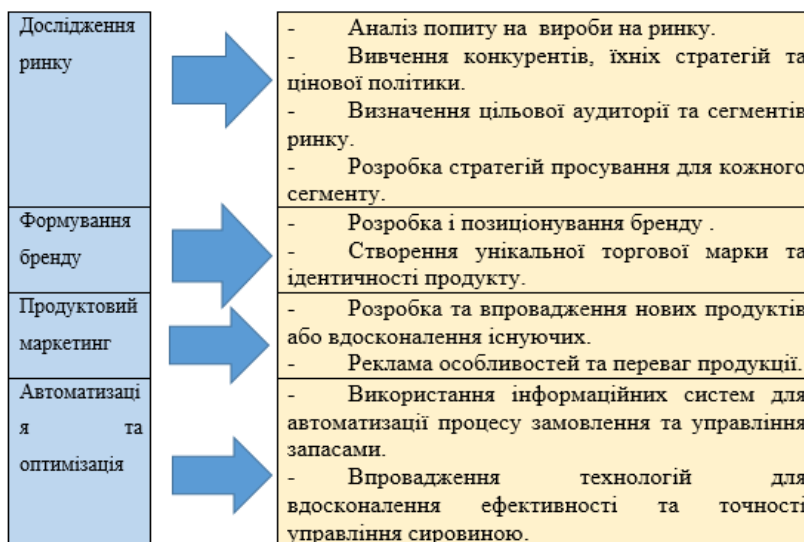 Дослідження
ринку
- Аналіз попиту на вироби на ринку.
- Вивчення конкурентів, їхніх стратегій та
цінової політики.
- Визначення цільової аудиторії та сегментів
ринку.
- Розробка стратегій просування для кожного
сегменту.
Формування
бренду
- Розробка і позиціонування бренду .
- Створення унікальної торгової марки та
ідентичності продукту.
Продуктовий
маркетинг
- Розробка та впровадження нових продуктів
або вдосконалення існуючих.
- Реклама особливостей та переваг продукції.
Автоматизаці
я та
оптимізація
- Використання інформаційних систем для
автоматизації процесу замовлення та управління
запасами.
- Впровадження технологій для
вдосконалення ефективності та точності
управління сировиною.